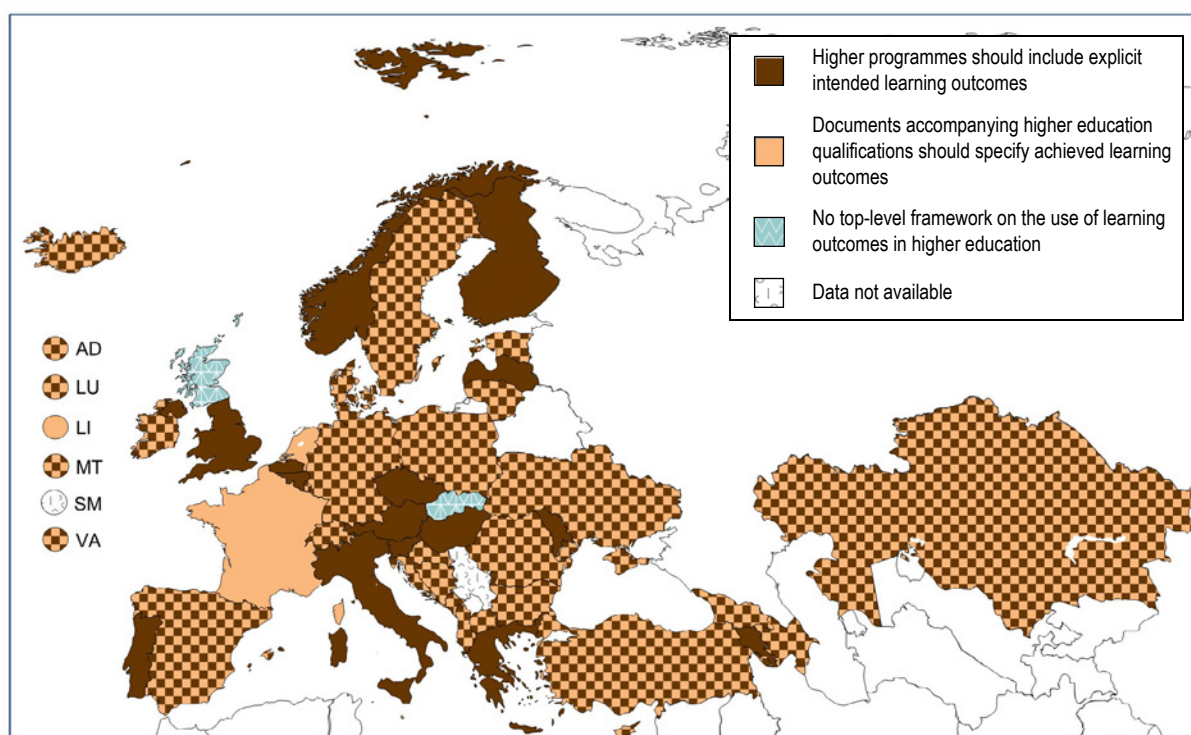 Higher programmes should include explicit
intended learning outcomes
Documents accompanying higher education
qualifications should specify achieved learning
outcomes
No top-level framework on the use of learning
outcomes in higher education
Data not available
AD
LU
LI
MT
SM
VA